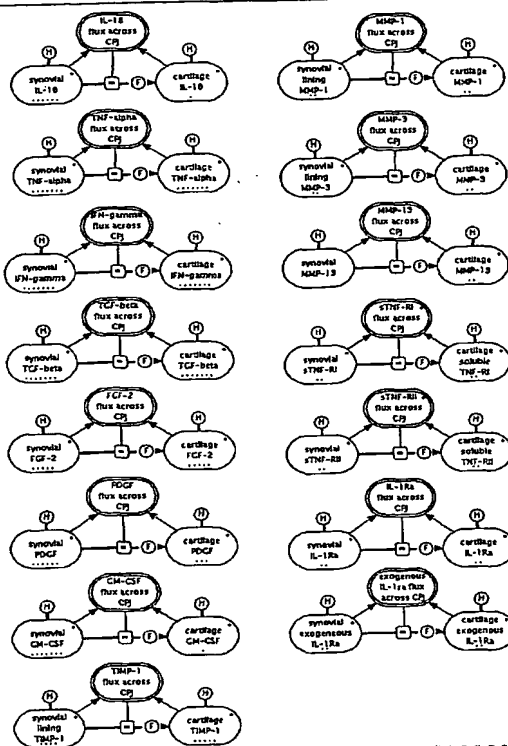 flux across
CPJ
H
H
synovial
=
F
cartilage
TNF-alpha
flux across
CPJ
H
H
synovial
TNF-alpha
=
F
cartilage
TNF-alpha
IFN-gamma
flux across
CPJ
H
H
synovial
IFN-gamma
=
F
cartilage
IFN-gamma
TGF-beta
flux across
CPJ
H
H
synovial
TGF-beta
=
F
cartilage
TGF-beta
FGF-2
flux across
CPJ
H
H
synovial
FGF-2
=
F
cartilage
FGF-2
PDGF
flux across
CPJ
H
H
synovial
PDGF
=
F
cartilage
PDGF
GM-CSF
flux across
CPJ
H
H
synovial
GM-CSF
=
F
cartilage
GM-CSF
TIMP-1
flux across
CPJ
H
H
synovial
lining
TIMP-1
=
F
cartilage
TIMP-1
MMP-1
flux across
CPJ
H
H
synovial
lining
MMP-1
=
F
cartilage
MMP-1
MMP-3
flux across
CPJ
H
H
synovial
lining
MMP-3
=
F
cartilage
MMP-3
MMP-13
flux across
CPJ
H
H
synovial
MMP-13
=
F
cartilage
MMP-13
sTNF-RI
flux across
CPJ
H
H
synovial
sTNF-RI
=
F
cartilage
soluble
TNF-RI
sTNF-RII
flux across
CPJ
H
H
synovial
sTNF-RII
=
F
cartilage
soluble
TNF-RII
IL-1Ra
flux across
CPJ
H
H
synovial
IL-1Ra
=
F
cartilage
IL-1Ra
exogenous
IL-1ra flux
across CPJ
H
H
synovial
exogeneous
IL-1Ra
=
F
cartilage
exogenous
IL-1Ra